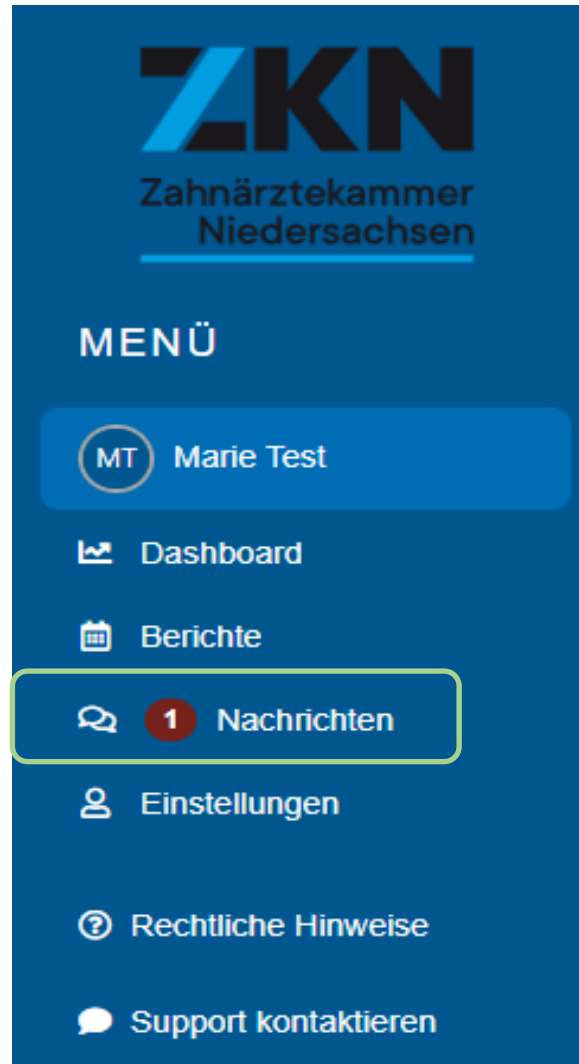 ZKN
Zahnärztekammer
Niedersachsen
MENÜ
MT Marie Test
Dashboard
Berichte
1 Nachrichten
Einstellungen
Rechtliche Hinweise
Support kontaktieren